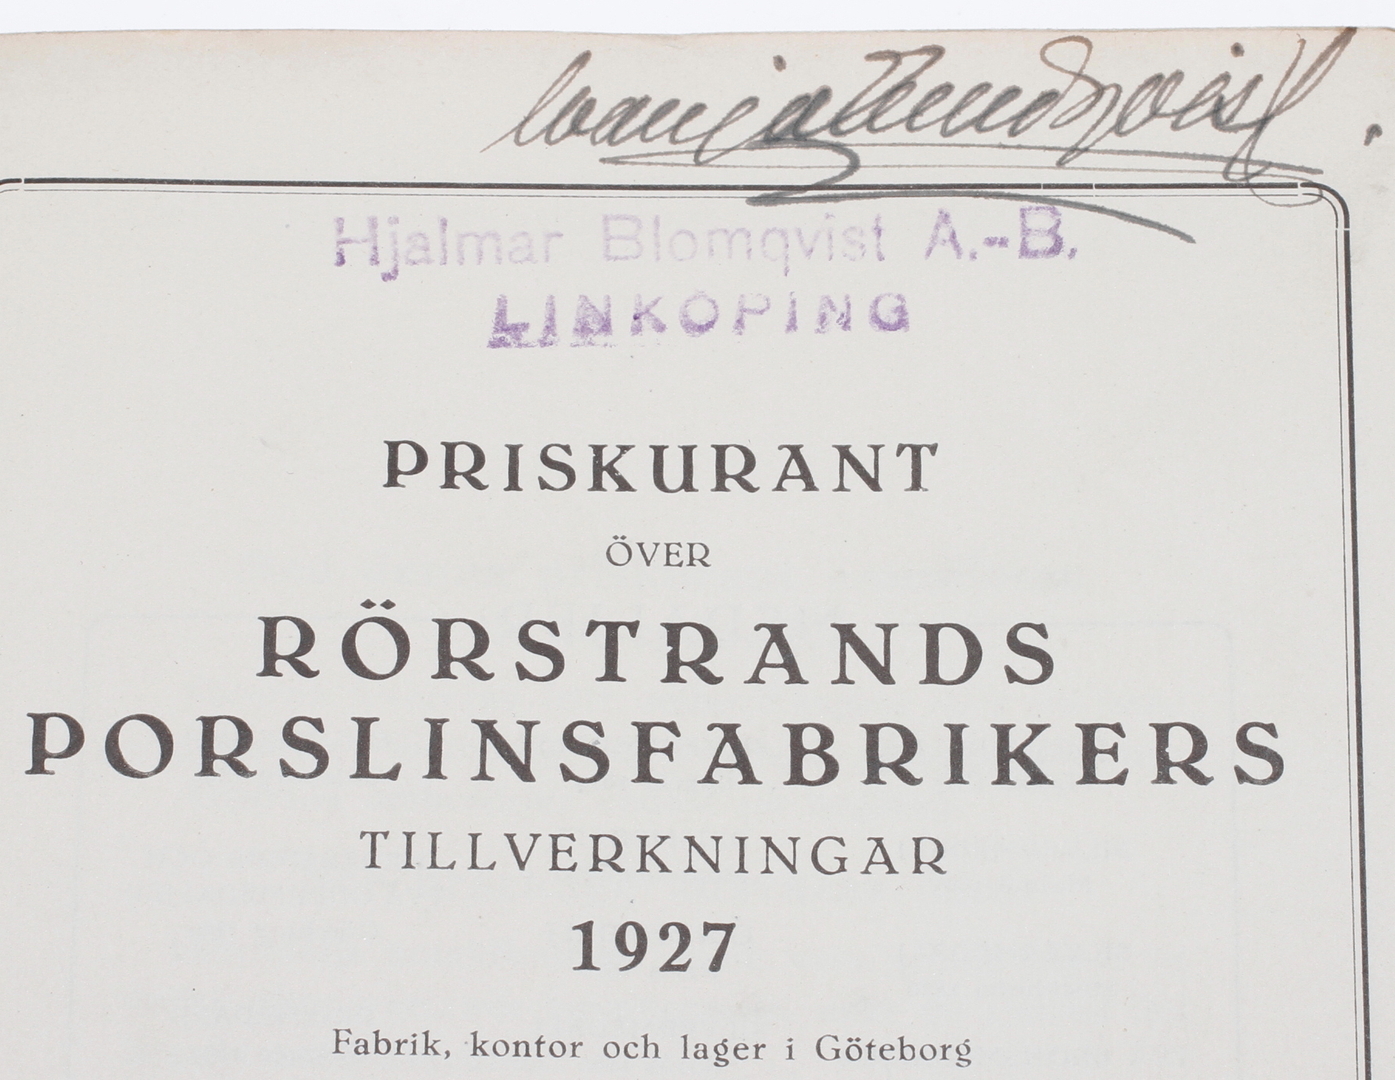 Hjalmar Blomqvist A.-B.
LINKÖPING
PRISKURANT
ÖVER
RÖRSTRANDS
PORSLINSFABRIKERS
TILLVERKNINGAR
1927
Fabrik, kontor och lager i Göteborg